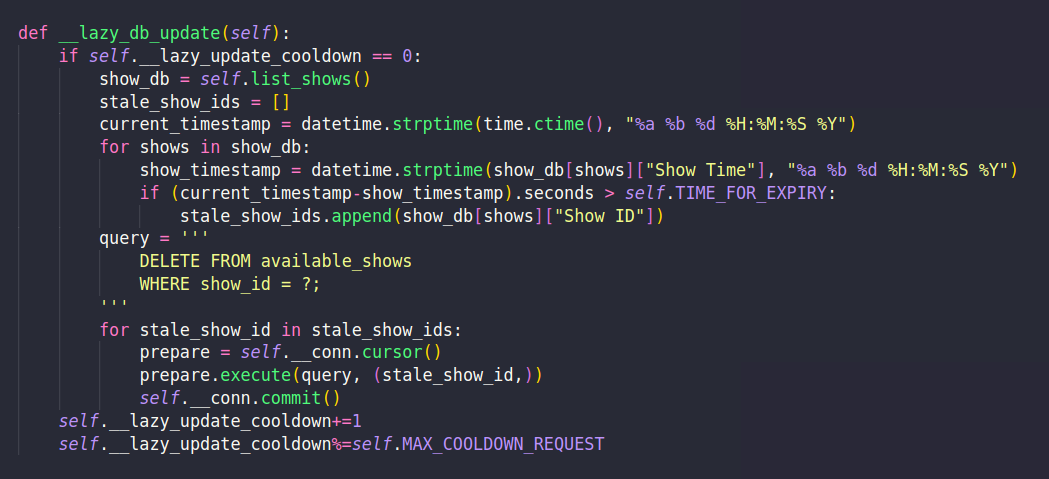 def __lazy_db_update(self):
    if self.__lazy_update_cooldown == 0:
        show_db = self.list_shows()
        stale_show_ids = []
        current_timestamp = datetime.strptime(time.ctime(), "%a %b %d %H:%M:%S %Y")
        for shows in show_db:
            show_timestamp = datetime.strptime(show_db[shows]["Show Time"], "%a %b %d %H:%M:%S %Y")
            if (current_timestamp-show_timestamp).seconds > self.TIME_FOR_EXPIRY:
                stale_show_ids.append(show_db[shows]["Show ID"])
        query = '''
            DELETE FROM available_shows
            WHERE show_id = ?;
        '''
        for stale_show_id in stale_show_ids:
            prepare = self.__conn.cursor()
            prepare.execute(query, (stale_show_id,))
            self.__conn.commit()
    self.__lazy_update_cooldown+=1
    self.__lazy_update_cooldown%=self.MAX_COOLDOWN_REQUEST